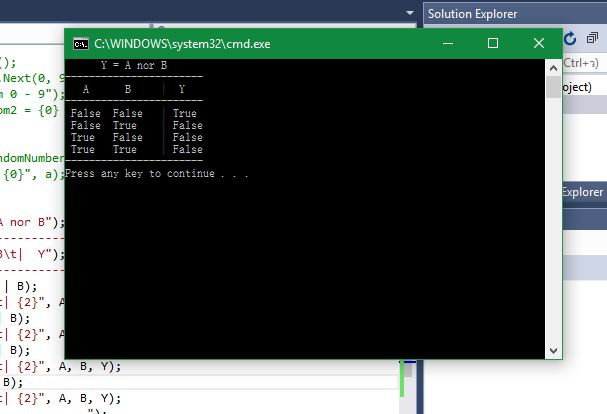 Solution Explorer
C:\WINDOWS\system32\cmd.exe
Y = A nor B
----------------------
A B | Y
----------------------
False False | True
False True | False
True False | False
True True | False
----------------------
Press any key to continue . . .
();
.Next(0, 9
m 0 - 9");
om2 = {0}
ndomNumber
{0}", a);
A nor B");
-----------
B\t| Y");
-----------
| B);
t| {2}", A
| B);
t| {2}", A
| B);
t| {2}", A, B, Y);
B);
t| {2}", A, B, Y);
");
Ctrl+
oject)
Explorer